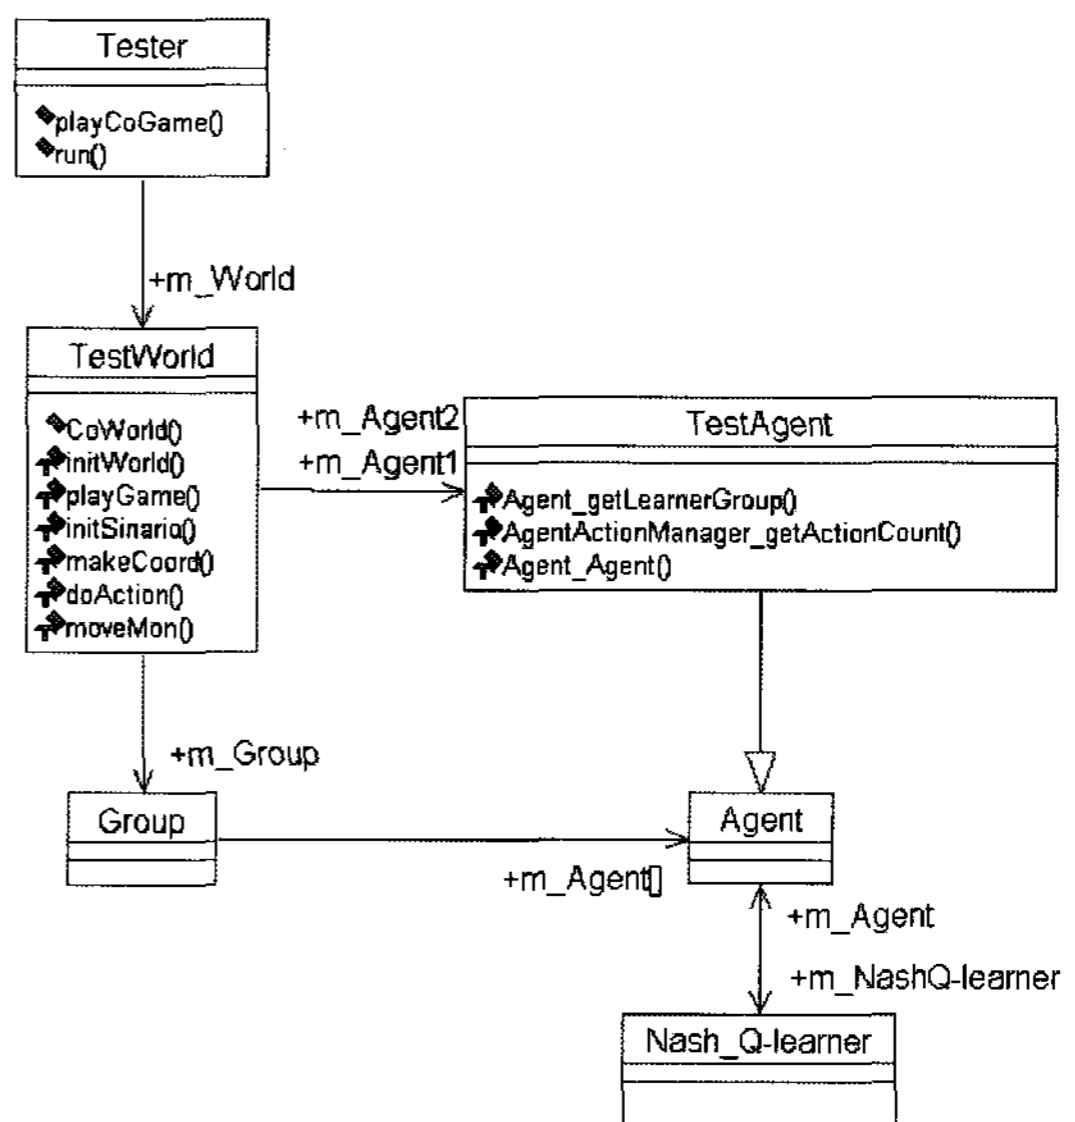 Tester
playCoGame()
run()
+m_World
TestWorld
CoWorld()
initWorld()
playGame()
initSinario()
makeCoord()
doAction()
moveMon()
+m_Agent2
+m_Agent1
TestAgent
Agent_getLearnerGroup()
AgentActionManager_getActionCount()
Agent_Agent()
+m_Group
Group
Agent
+m_Agent[]
+m_Agent
+m_NashQ-learner
Nash_Q-learner